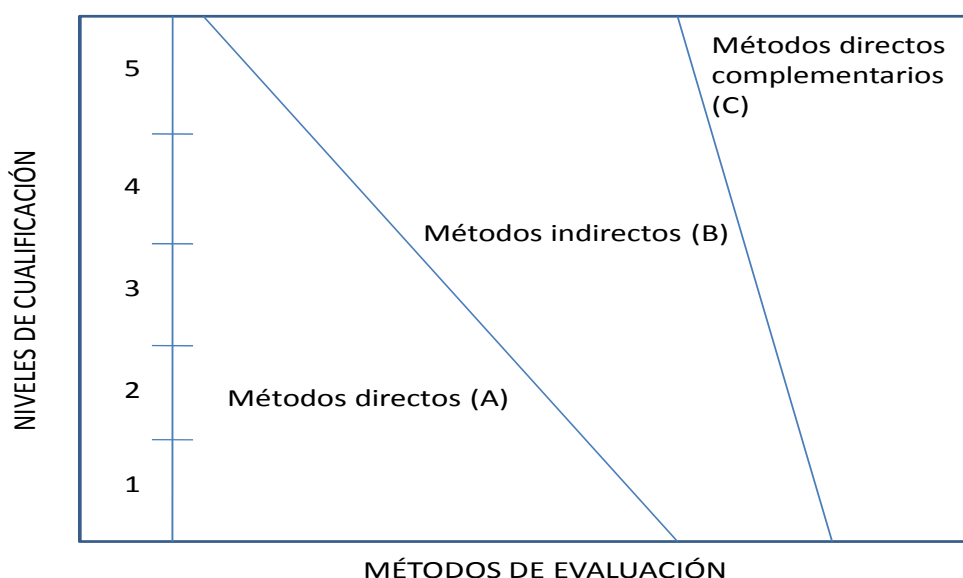 NIVELES DE CUALIFICACIÓN
5
4
3
2
1
Métodos directos
complementarios
(C)
Métodos indirectos (B)
Métodos directos (A)
MÉTODOS DE EVALUACIÓN